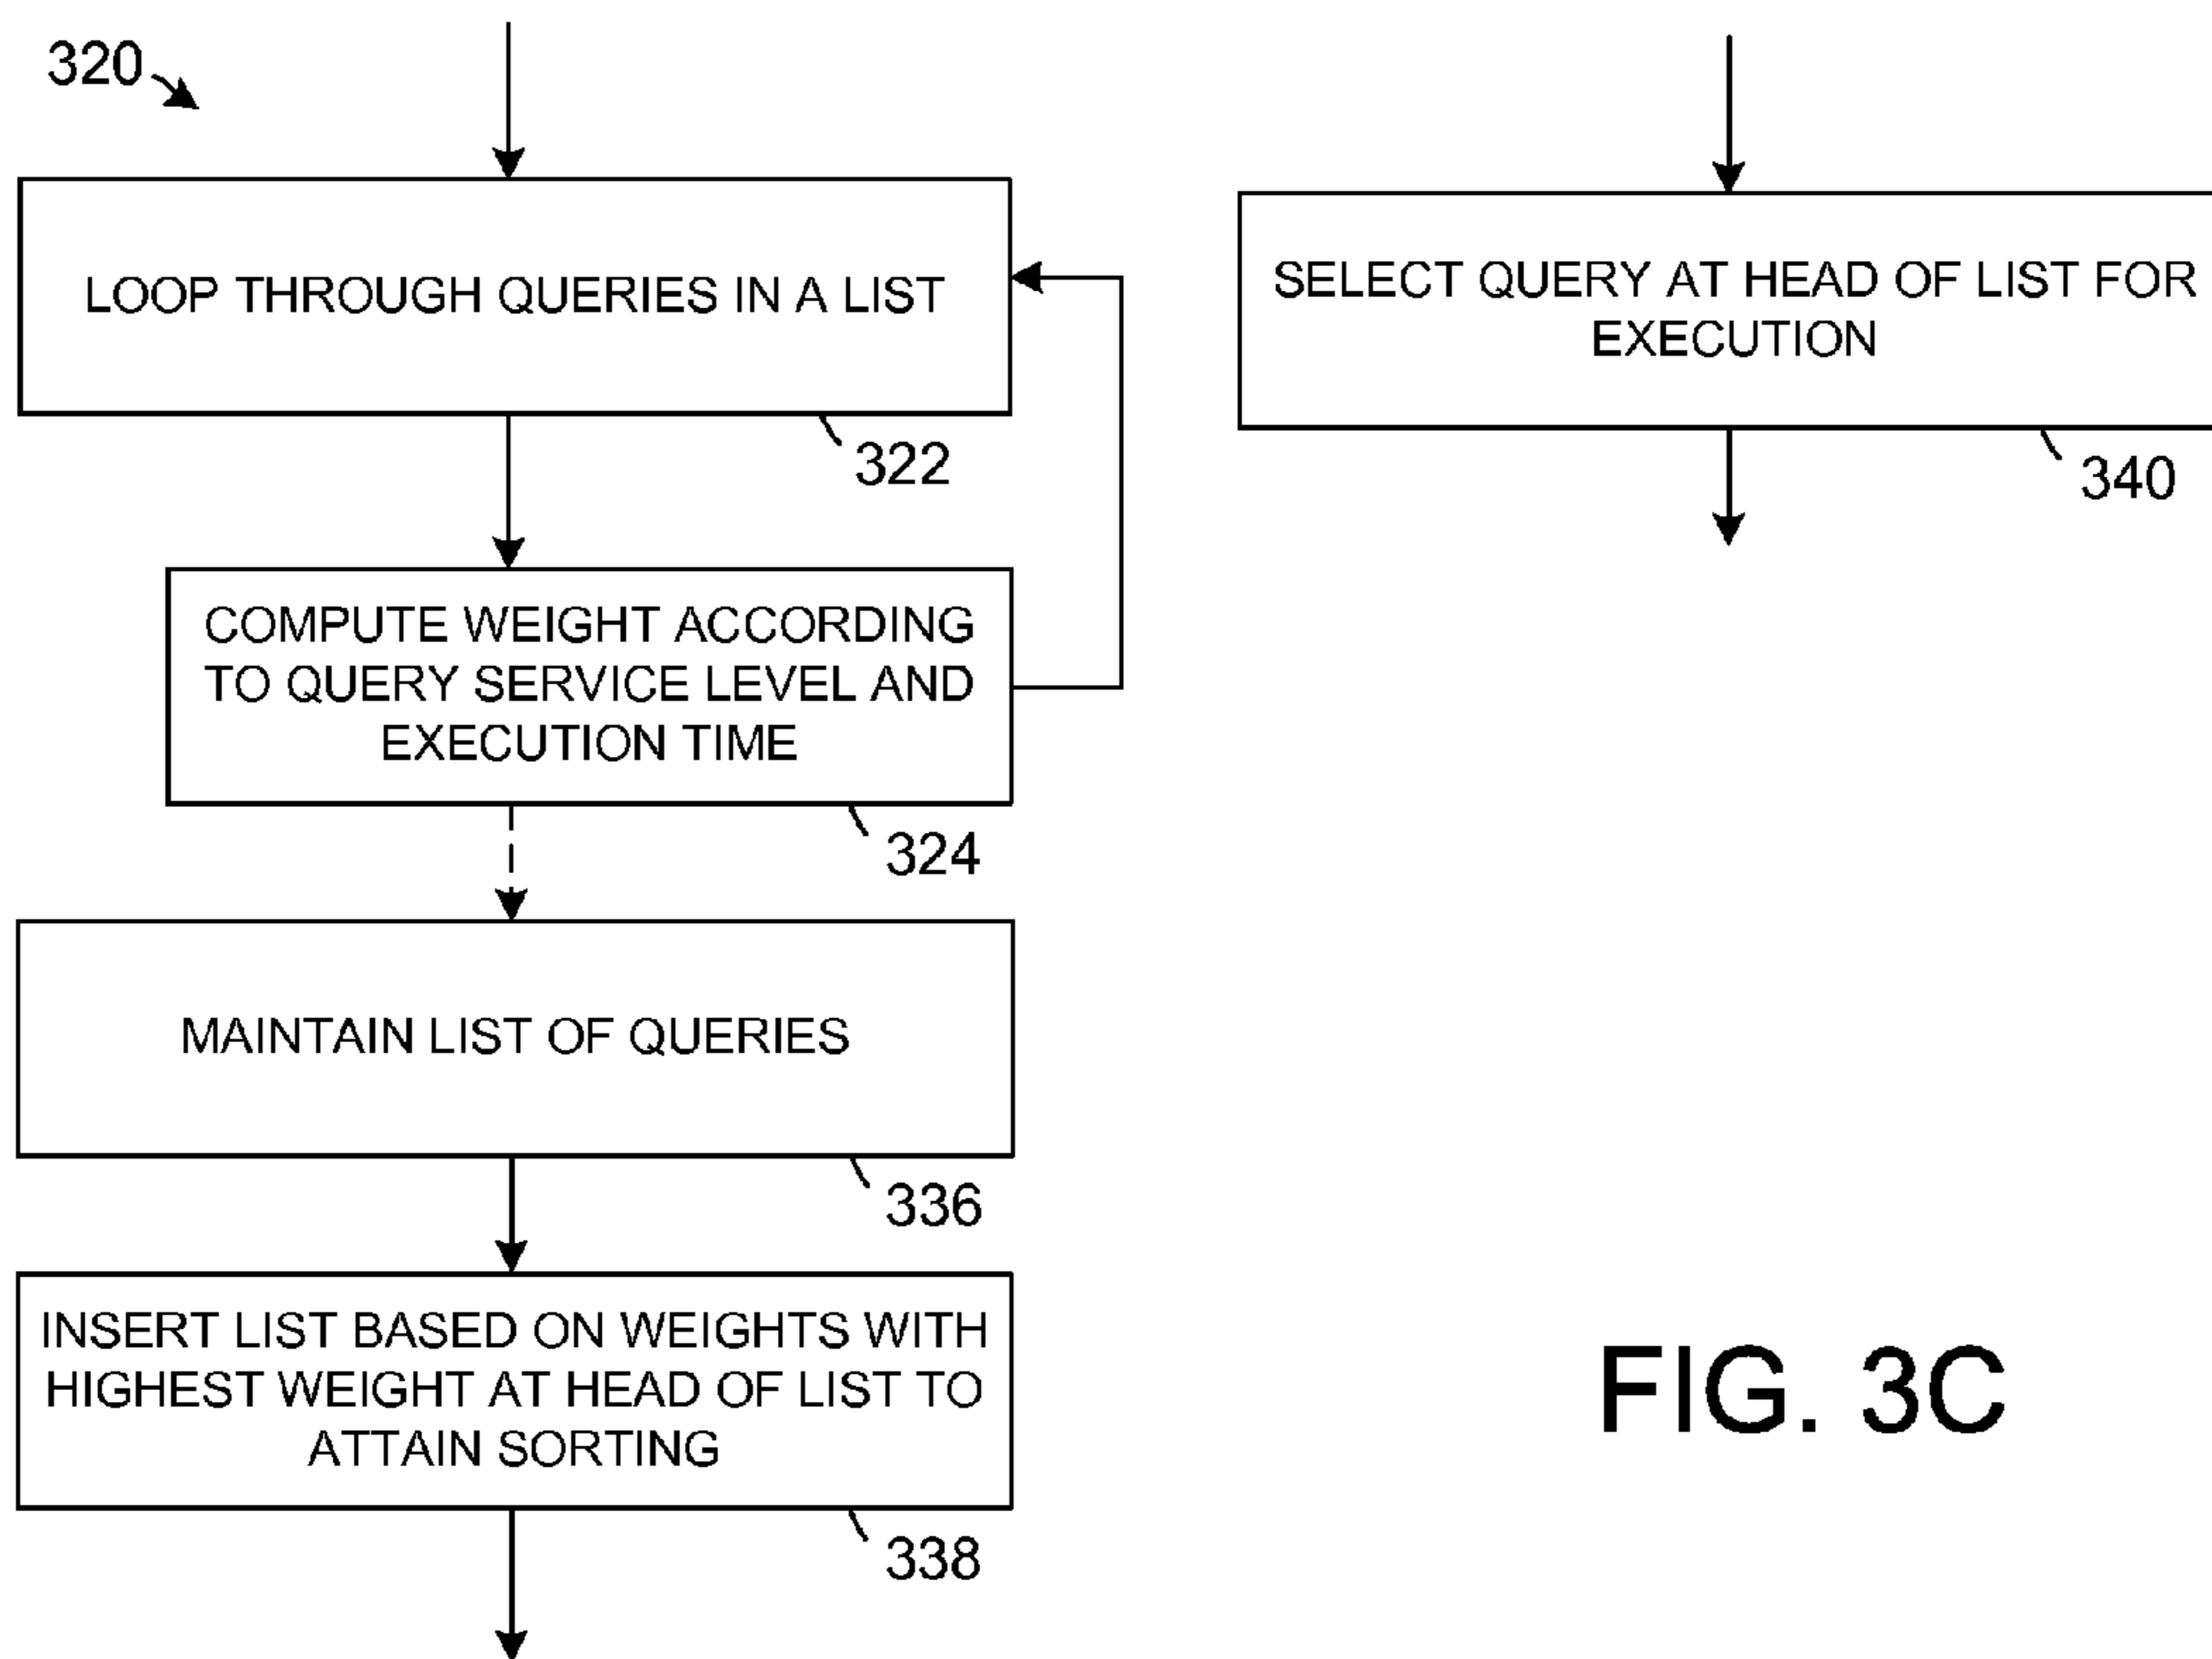 320
LOOP THROUGH QUERIES IN A LIST
322
COMPUTE WEIGHT ACCORDING
TO QUERY SERVICE LEVEL AND
EXECUTION TIME
324
MAINTAIN LIST OF QUERIES
336
INSERT LIST BASED ON WEIGHTS WITH
HIGHEST WEIGHT AT HEAD OF LIST TO
ATTAIN SORTING
338
SELECT QUERY AT HEAD OF LIST FOR
EXECUTION
340
FIG. 3C